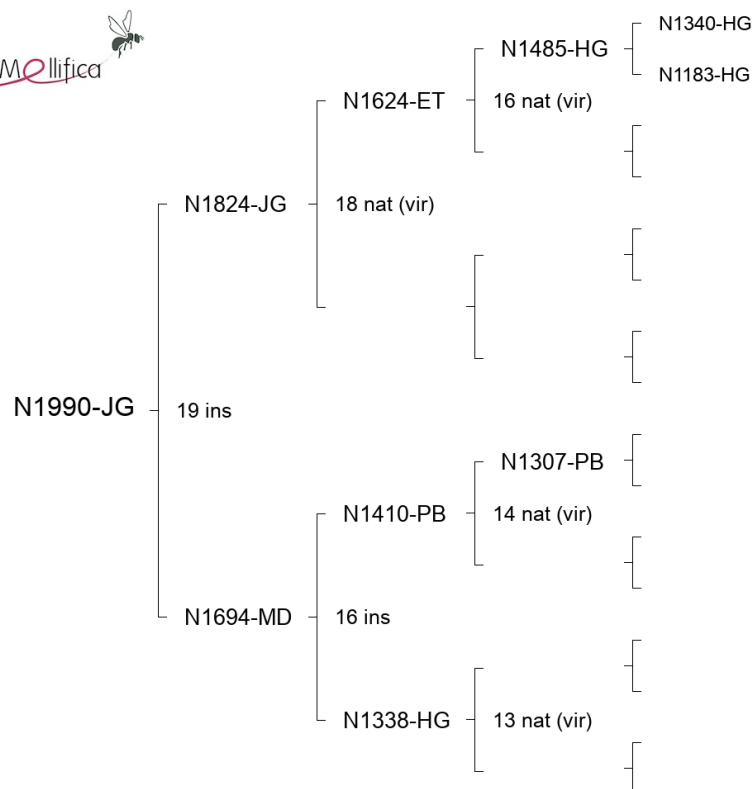 Mellifica
N1340-HG
N1485-HG
N1183-HG
N1624-ET
16 nat (vir)
N1824-JG
18 nat (vir)
N1990-JG
19 ins
N1307-PB
N1410-PB
14 nat (vir)
N1694-MD
16 ins
N1338-HG
13 nat (vir)